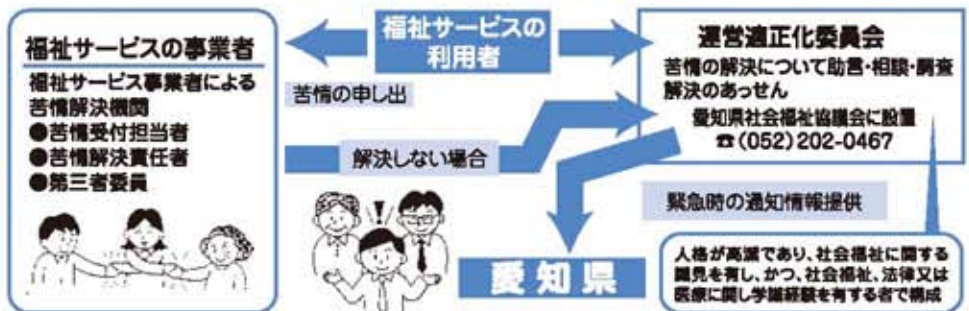 福祉サービスの事業者
福祉サービス事業者による
苦情解決機関
●苦情受付担当者
●苦情解決責任者
●第三者委員
福祉サービスの
利用者
苦情の申し出
解決しない場合
!
愛知県
運営適正化委員会
苦情の解決について助言・相談・調査
解決のあっせん
愛知県社会福祉協議会に設置
☎(052)202-0467
緊急時の通知情報提供
人格が高潔であり、社会福祉に関する
識見を有し、かつ、社会福祉、法律又は
医療に関し学識経験を有する者で構成